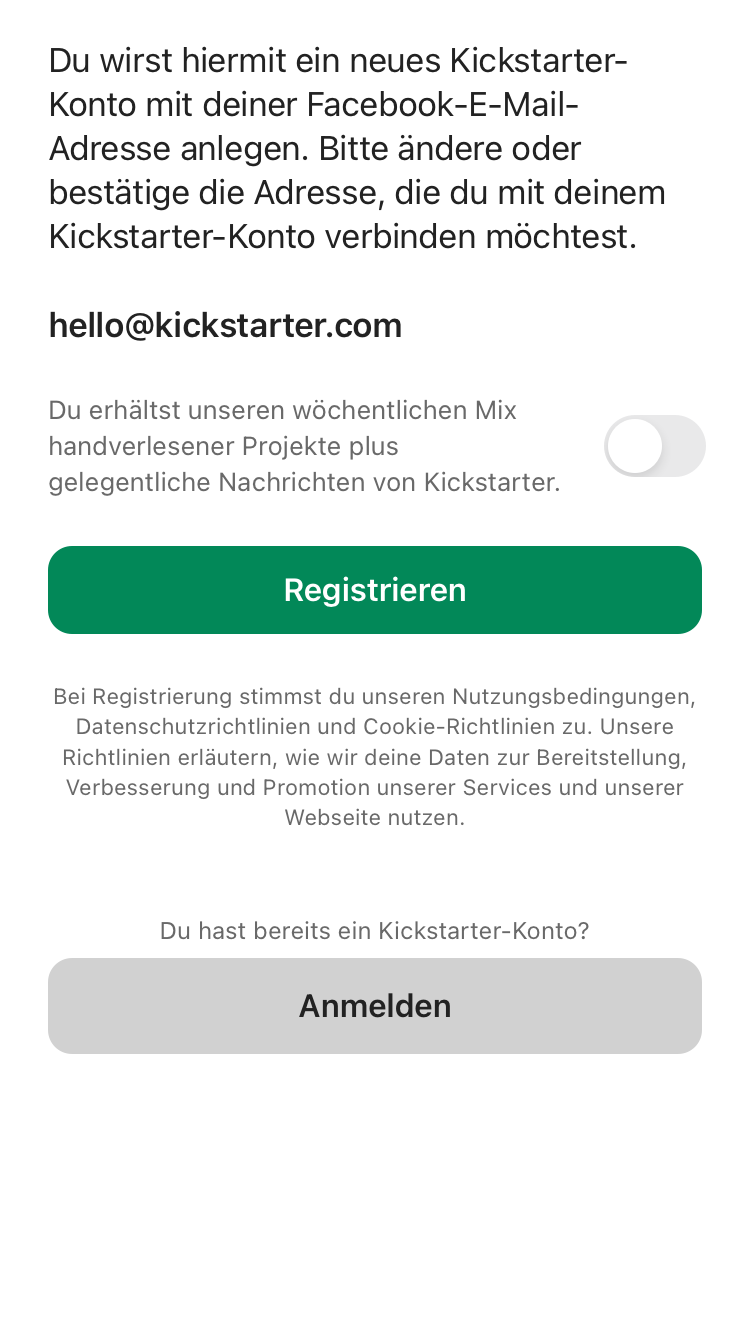 Du wirst hiermit ein neues Kickstarter-
Konto mit deiner Facebook-E-Mail-
Adresse anlegen. Bitte ändere oder
bestätige die Adresse, die du mit deinem
Kickstarter-Konto verbinden möchtest.
hello@kickstarter.com
Du erhältst unseren wöchentlichen Mix
handverlesener Projekte plus
gelegentliche Nachrichten von Kickstarter.
Registrieren
Bei Registrierung stimmst du unseren Nutzungsbedingungen,
Datenschutzrichtlinien und Cookie-Richtlinien zu. Unsere
Richtlinien erläutern, wie wir deine Daten zur Bereitstellung,
Verbesserung und Promotion unserer Services und unserer
Webseite nutzen.
Du hast bereits ein Kickstarter-Konto?
Anmelden